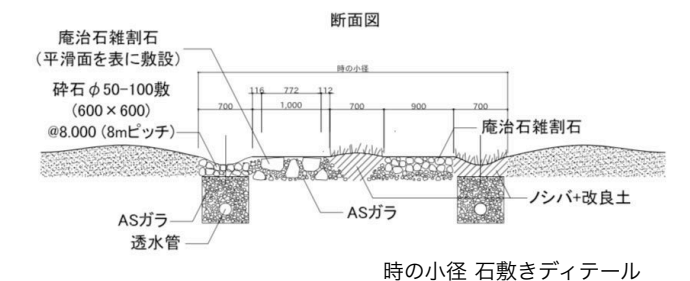 断面図
庵治石雑割石
(平滑面を表に敷設)
時の小径
砕石φ50-100敷
(600×600)
@8.000 (8mピッチ)
116 772 112
700 1,000 700 900 700
庵治石雑割石
ノシバ+改良土
ASガラ
ASガラ
透水管
時の小径 石敷きディテール